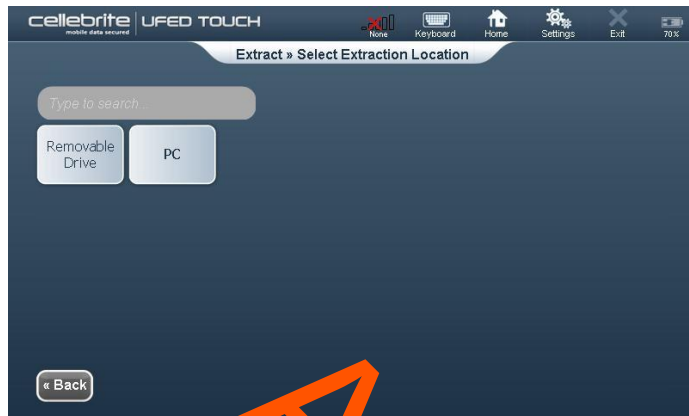 cellebrite UFED TOUCH
mobile data secured
None Keyboard Home Settings Exit 70%
Extract » Select Extraction Location
Type to search...
Removable
Drive
PC
« Back